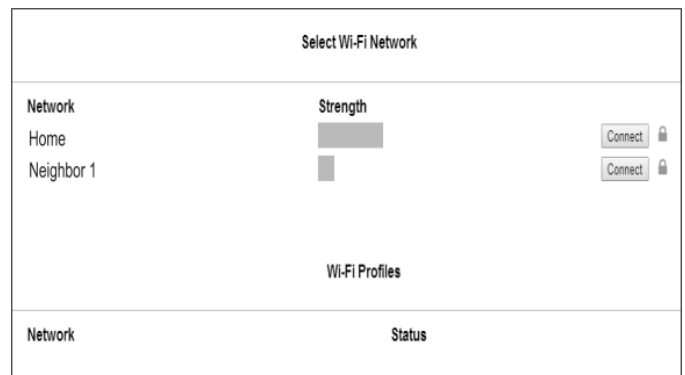 Select Wi-Fi Network
Network Strength
Home Connect
Neighbor 1 Connect
Wi-Fi Profiles
Network Status